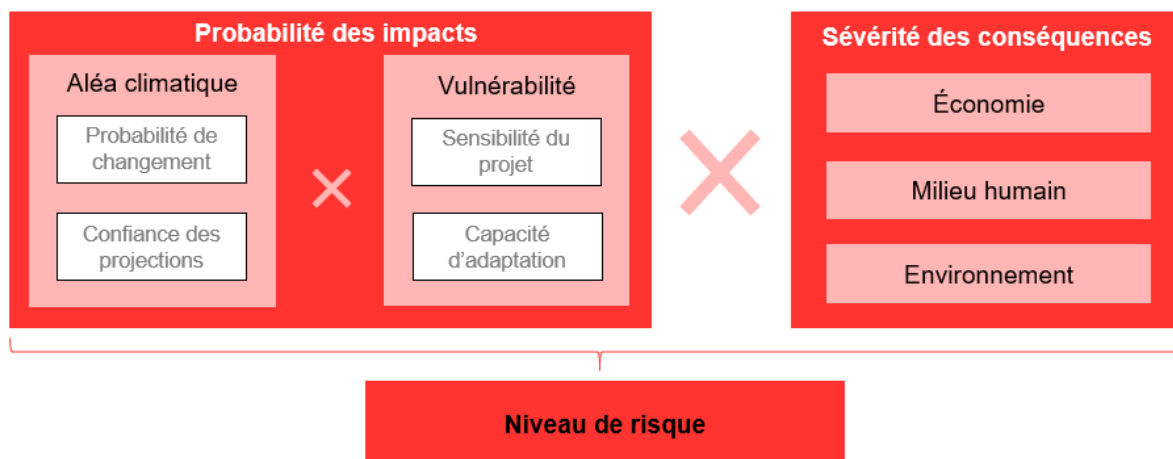 Probabilité des impacts
Aléa climatique
Probabilité de
changement
Confiance des
projections
Vulnérabilité
Sensibilité du
projet
Capacité
d'adaptation
Sévérité des conséquences
Économie
Milieu humain
Environnement
Niveau de risque